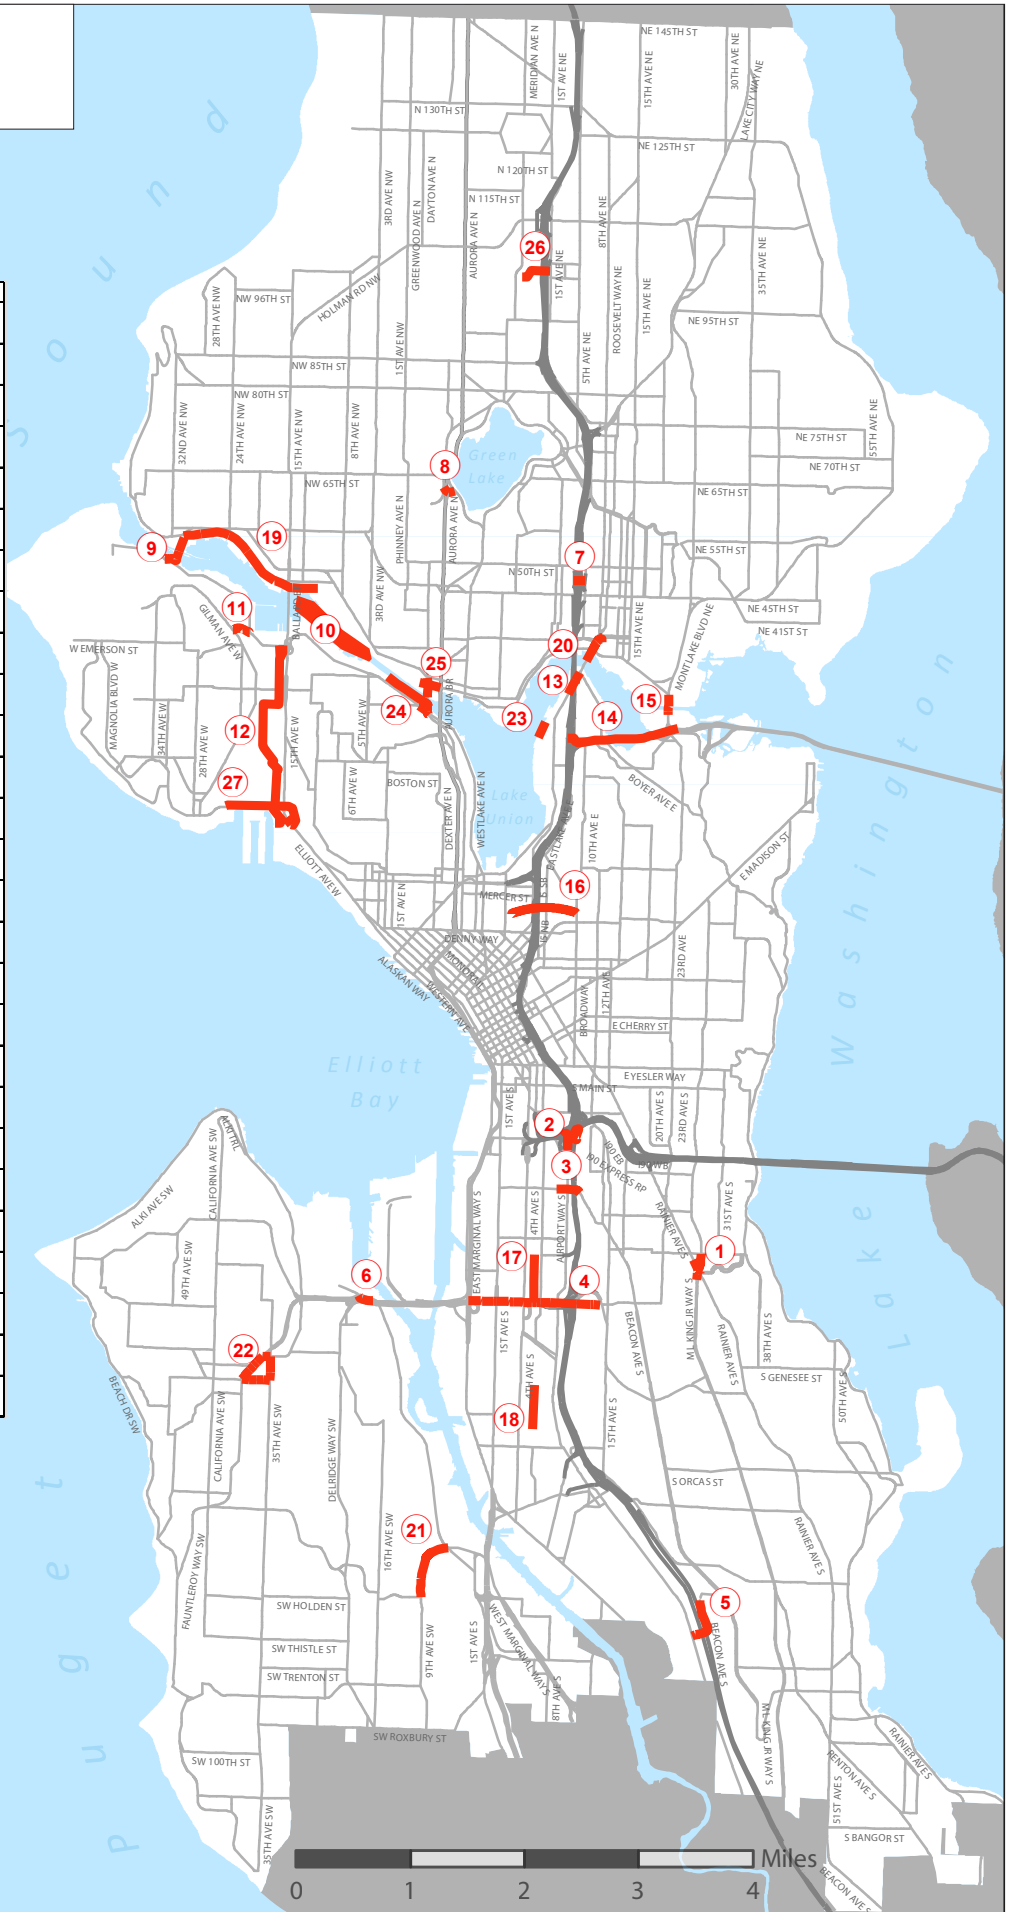 NE 145TH ST
MERIDIAN AVE N
1ST AVE NE
15TH AVE NE
30TH AVE NE
LAKE CITY WAY NE
N 130TH ST
NE 125TH ST
N 120TH ST
N 115TH ST
3RD AVE NW
GREENWOOD AVE N
DAYTON AVE N
AURORA AVE N
8TH AVE NE
26
1ST AVE NE
35TH AVE NE
ROOSEVELT WAY NE
15TH AVE NE
28TH AVE NW
NW 96TH ST
HOLMAN RD NW
1ST AVE NW
5TH AVE NE
NE 95TH ST
NW 85TH ST
NW 80TH ST
32ND AVE NW
24TH AVE NW
15TH AVE NW
8TH AVE NW
NE 75TH ST
55TH AVE NE
NE 70TH ST
Green
Lake
8
NW 65TH ST
NE 65TH ST
PHINNEY AVE N
AURORA AVE N
9
19
7
NE 55TH ST
N 50TH ST
3RD AVE NW
11
GILMAN AVE W
BALLARD BR
10
15TH AVE NE
MONTLAKE BLVD NE
NE 45TH ST
NE 41ST ST
W EMERSON ST
20
25
13
15
MAGNOLIA BLVD W
34TH AVE W
28TH AVE W
12
15TH AVE W
5TH AVE W
24
AURORA BR
23
14
27
6TH AVE W
BOSTON ST
DEXTER AVE N
WESTLAKE AVE N
Lake
Union
EASTLAKE AVE E
BOYER AVE E
10TH AVE E
E MADISON ST
ELLIOTT AVE W
1ST AVE N
MERCER ST
16
I5 SB
I5 NB
DENNY WAY
MONORAIL
ALASKAN WAY
WESTERN AVE
23RD AVE
BROADWAY
12TH AVE
E CHERRY ST
E YESLER WAY
S MAIN ST
Elliott
Bay
1ST AVE S
2
3
20TH AVE S
23RD AVE S
I90 EB
I90 WB
I90 EXPRESS RP
ALKI TRL
CALIFORNIA AVE SW
ALKI AVE SW
49TH AVE SW
EAST MARGINAL WAY S
4TH AVE S
AIRPORT WAY S
RAINIER AVE S
31ST AVE S
1
17
4
6
22
1ST AVE S
BEACON AVE S
M L KING JR WAY S
RAINIER AVE S
38TH AVE S
S GENESEE ST
50TH AVE S
BEACH DR SW
CALIFORNIA AVE SW
35TH AVE SW
DELRIDGE WAY SW
4TH AVE S
18
15TH AVE S
S ORCAS ST
21
16TH AVE SW
FAUNTLEROY WAY SW
RAINIER AVE S
SW HOLDEN ST
5
BEACON AVE S
SW THISTLE ST
SW TRENTON ST
9TH AVE SW
1ST AVE S
WEST MARGINAL WAY S
8TH AVE S
M L KING JR WAY S
SW ROXBURY ST
SW 100TH ST
RAINIER AVE S
RENTON AVE S
51ST AVE S
35TH AVE SW
S BANGOR ST
BEACON AVE S
Puget Sound
Lake Washington
Miles
0 1 2 3 4